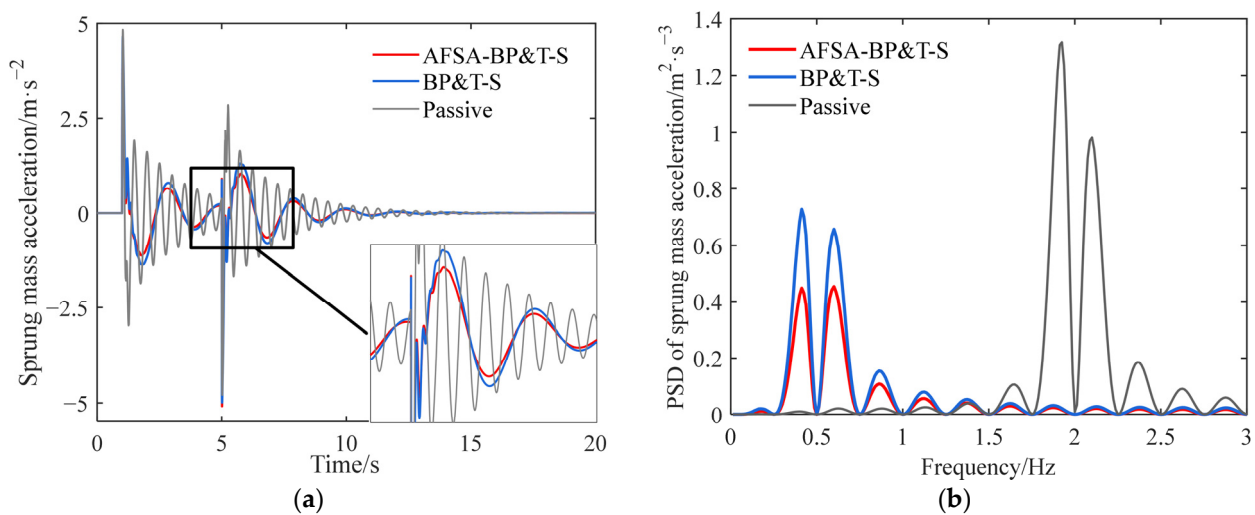 Sprung mass acceleration/m·s⁻²
5
2.5
0
−2.5
−5
AFSA-BP&T-S
BP&T-S
Passive
0 5 10 15 20
Time/s
(a)
PSD of sprung mass acceleration/m²·s⁻³
1.4
1.2
1
0.8
0.6
0.4
0.2
0
AFSA-BP&T-S
BP&T-S
Passive
0 0.5 1 1.5 2 2.5 3
Frequency/Hz
(b)